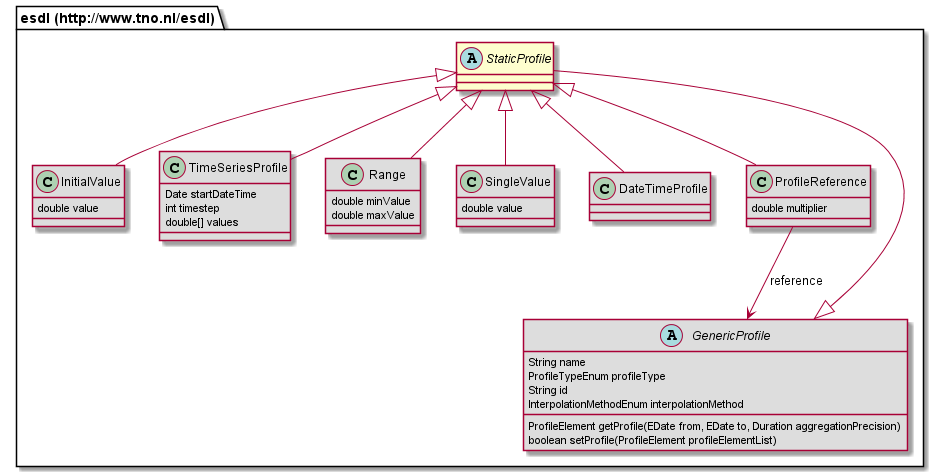 esdl (http://www.tno.nl/esdl)
A StaticProfile
C InitialValue
double value
C TimeSeriesProfile
Date startDateTime
int timestep
double[] values
C Range
double minValue
double maxValue
C SingleValue
double value
C DateTimeProfile
C ProfileReference
double multiplier
reference
A GenericProfile
String name
ProfileTypeEnum profileType
String id
InterpolationMethodEnum interpolationMethod
ProfileElement getProfile(EDate from, EDate to, Duration aggregationPrecision)
boolean setProfile(ProfileElement profileElementList)